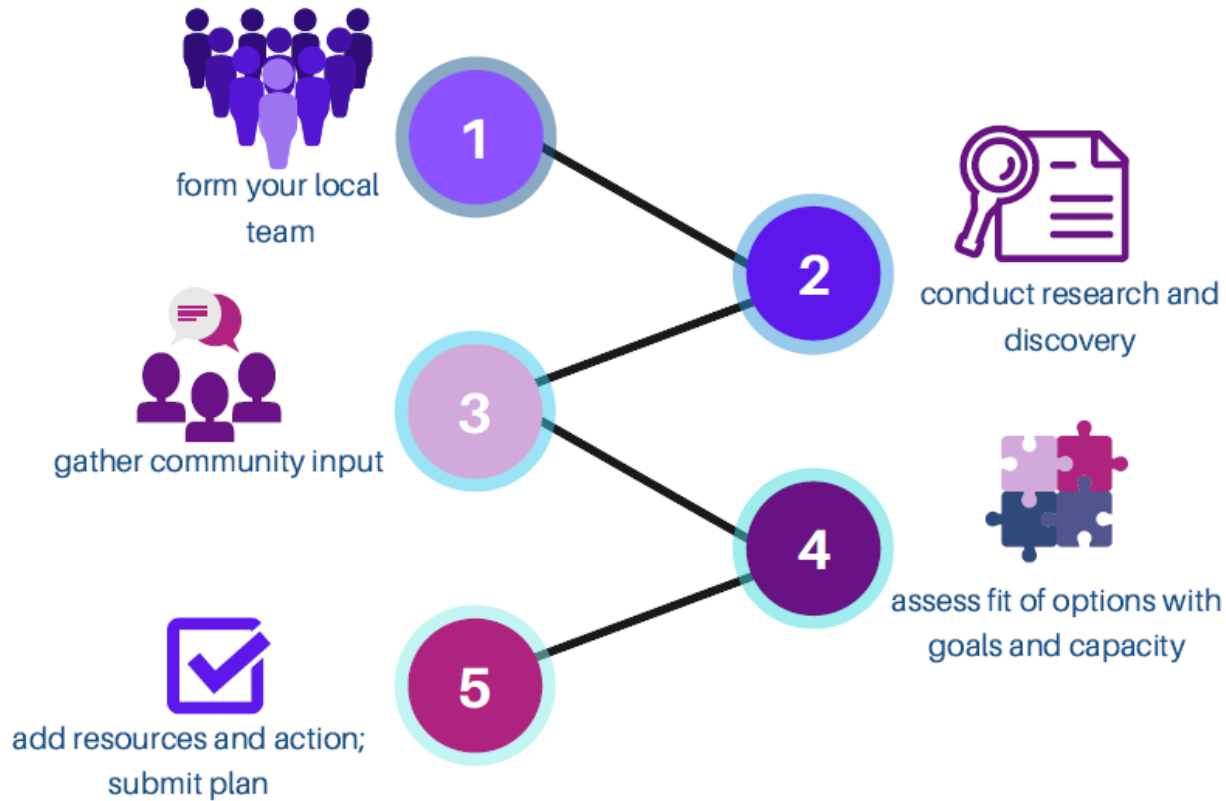 1
form your local
team
2
conduct research and
discovery
3
gather community input
4
assess fit of options with
goals and capacity
5
add resources and action;
submit plan